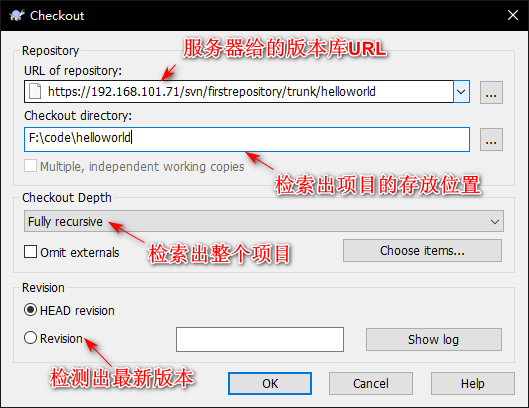 Checkout
服务器给的版本库URL
Repository
URL of repository:
https://192.168.101.71/svn/firstrepository/trunk/helloworld
...
Checkout directory:
F:\code\helloworld
...
Multiple, independent working copies
检索出项目的存放位置
Checkout Depth
Fully recursive
Omit externals
检索出整个项目
Choose items...
Revision
HEAD revision
Revision
Show log
检测出最新版本
OK
Cancel
Help